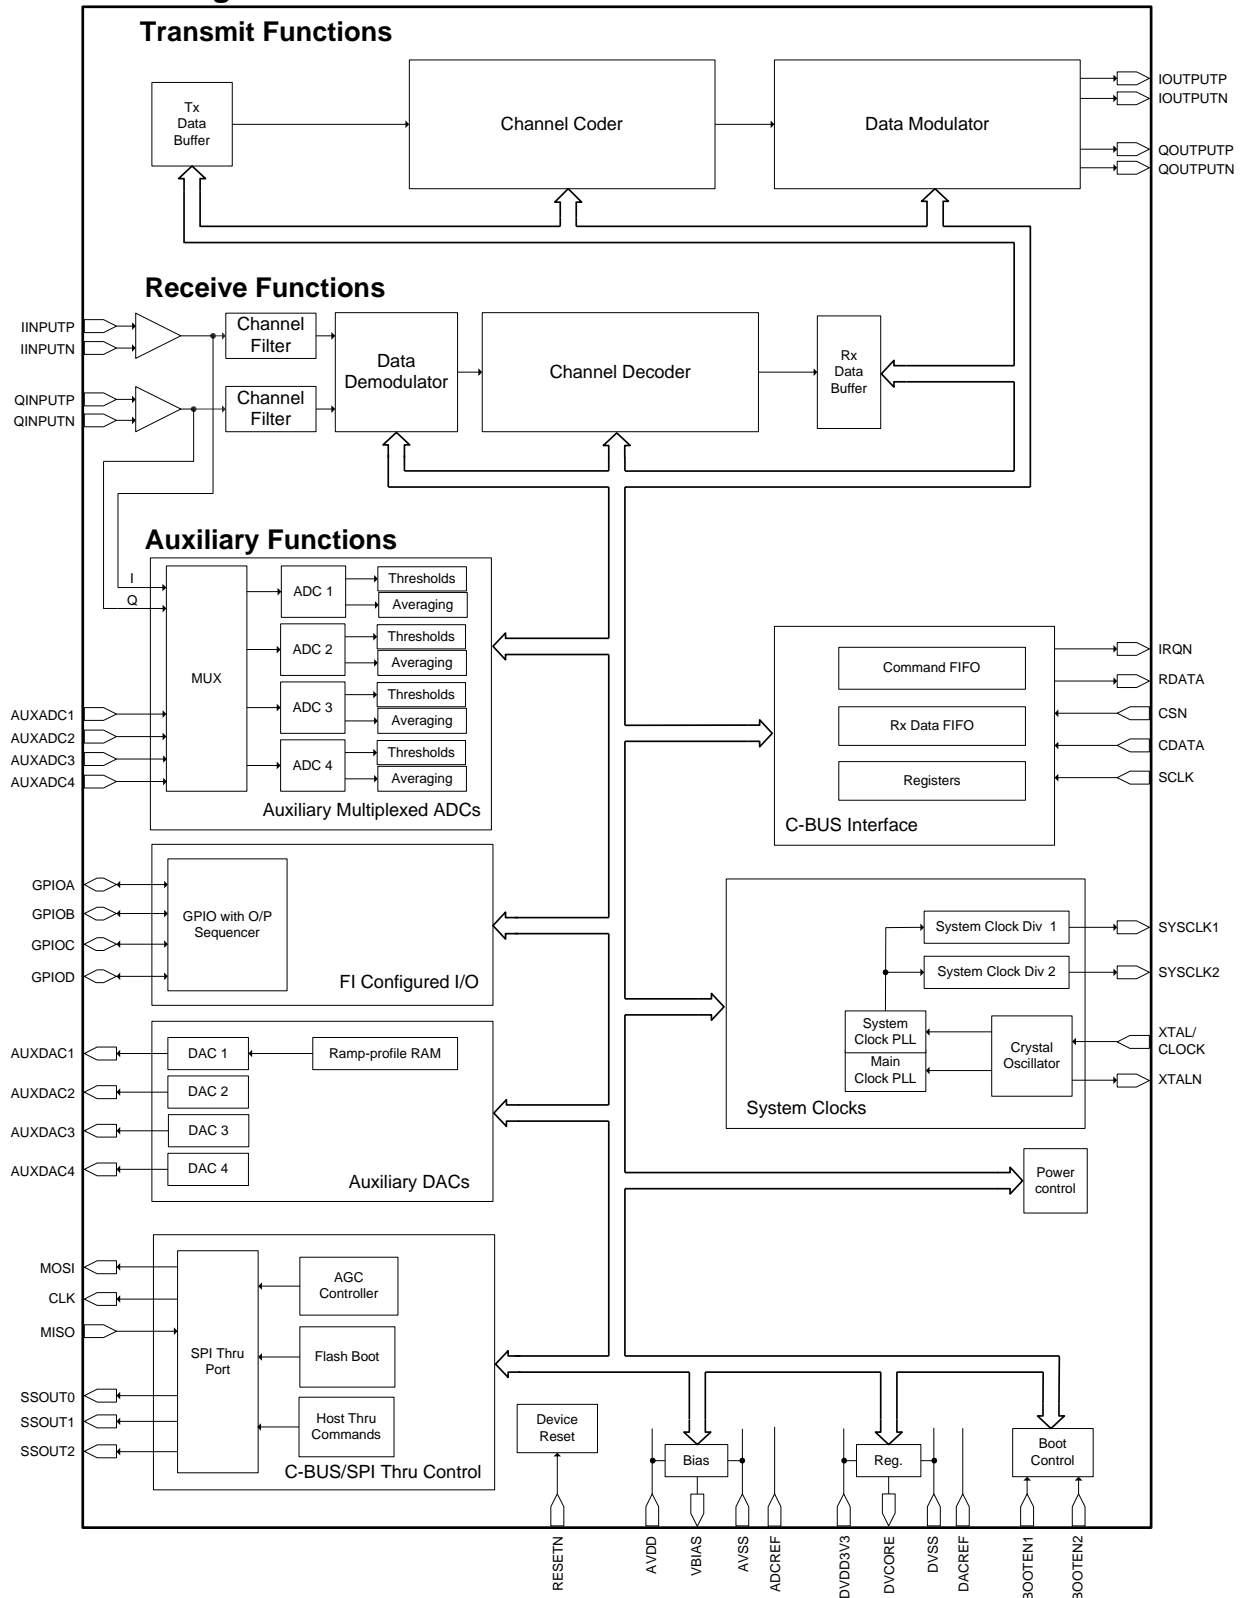 Transmit Functions
Tx
Data
Buffer
Channel Coder
Data Modulator
IOUTPUTP
IOUTPUTN
QOUTPUTP
QOUTPUTN
Receive Functions
IINPUTP
IINPUTN
QINPUTP
QINPUTN
Channel
Filter
Channel
Filter
Data
Demodulator
Channel Decoder
Rx
Data
Buffer
Auxiliary Functions
I
Q
MUX
ADC 1
Thresholds
Averaging
ADC 2
Thresholds
Averaging
ADC 3
Thresholds
Averaging
ADC 4
Thresholds
Averaging
AUXADC1
AUXADC2
AUXADC3
AUXADC4
Auxiliary Multiplexed ADCs
Command FIFO
Rx Data FIFO
Registers
C-BUS Interface
IRQN
RDATA
CSN
CDATA
SCLK
GPIOA
GPIOB
GPIOC
GPIOD
GPIO with O/P
Sequencer
FI Configured I/O
System Clock Div 1
System Clock Div 2
System
Clock PLL
Main
Clock PLL
Crystal
Oscillator
System Clocks
SYSCLK1
SYSCLK2
XTAL/
CLOCK
XTALN
AUXDAC1
AUXDAC2
AUXDAC3
AUXDAC4
DAC 1
Ramp-profile RAM
DAC 2
DAC 3
DAC 4
Auxiliary DACs
Power
control
MOSI
CLK
MISO
SSOUT0
SSOUT1
SSOUT2
SPI Thru
Port
AGC
Controller
Flash Boot
Host Thru
Commands
C-BUS/SPI Thru Control
Device
Reset
Bias
Reg.
Boot
Control
RESETN
AVDD
VBIAS
AVSS
ADCREF
DVDD3V3
DVCORE
DVSS
DACREF
BOOTEN1
BOOTEN2